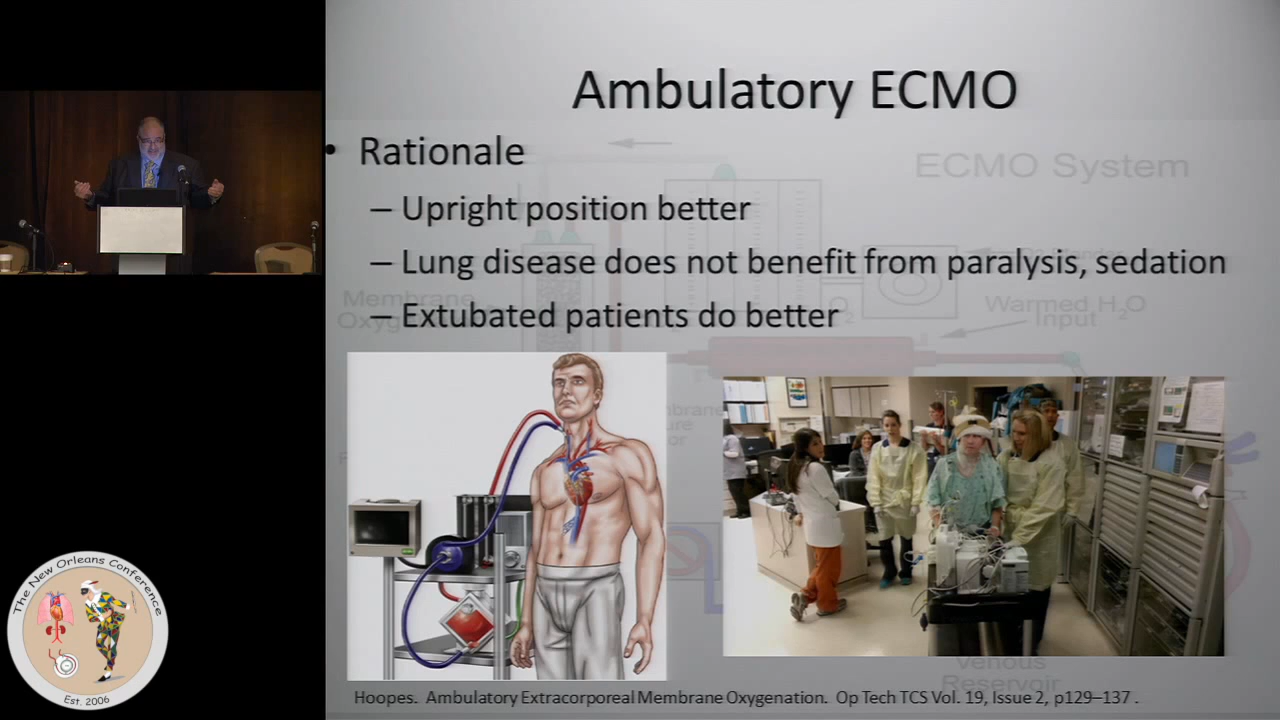 Ambulatory ECMO
• Rationale
– Upright position better
– Lung disease does not benefit from paralysis, sedation
– Extubated patients do better
ECMO System
Membrane
Warmed H2O
Input
Venous
Reservoir
Hoopes. Ambulatory Extracorporeal Membrane Oxygenation. Op Tech TCS Vol. 19, Issue 2, p129–137 .
The New Orleans Conference
Est. 2006